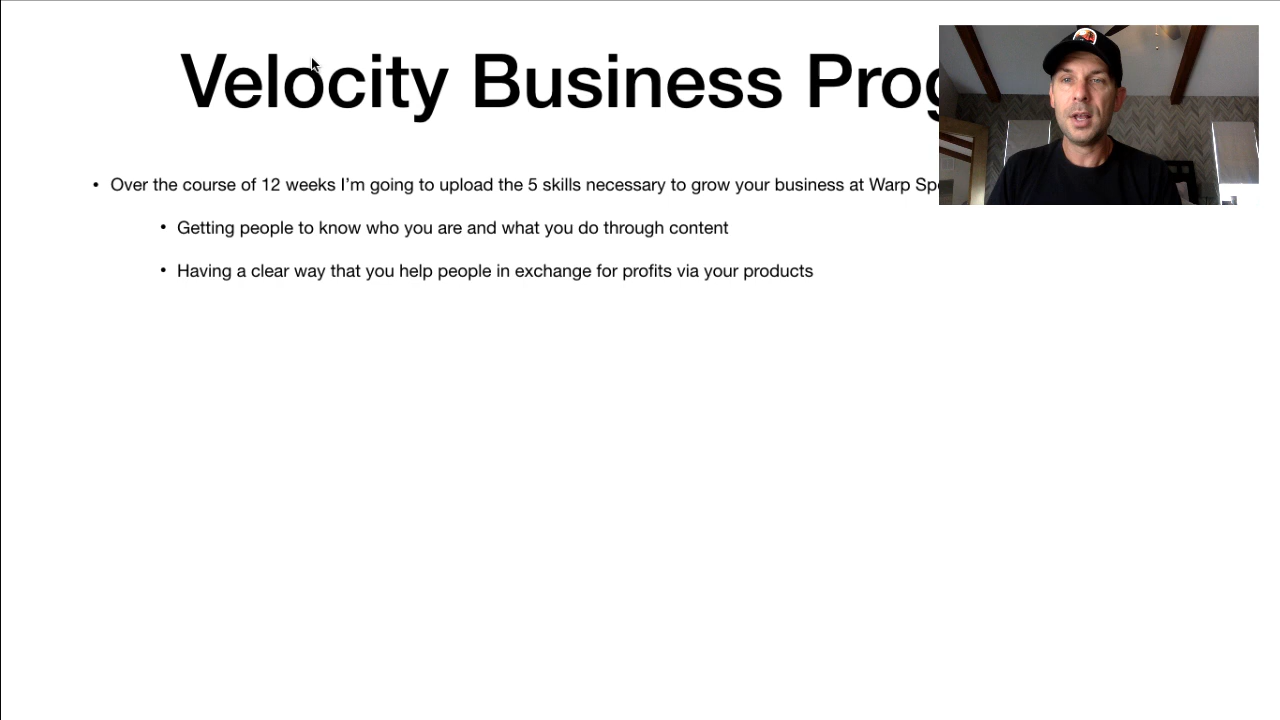 Velocity Business Prog
• Over the course of 12 weeks I’m going to upload the 5 skills necessary to grow your business at Warp Sp
• Getting people to know who you are and what you do through content
• Having a clear way that you help people in exchange for profits via your products